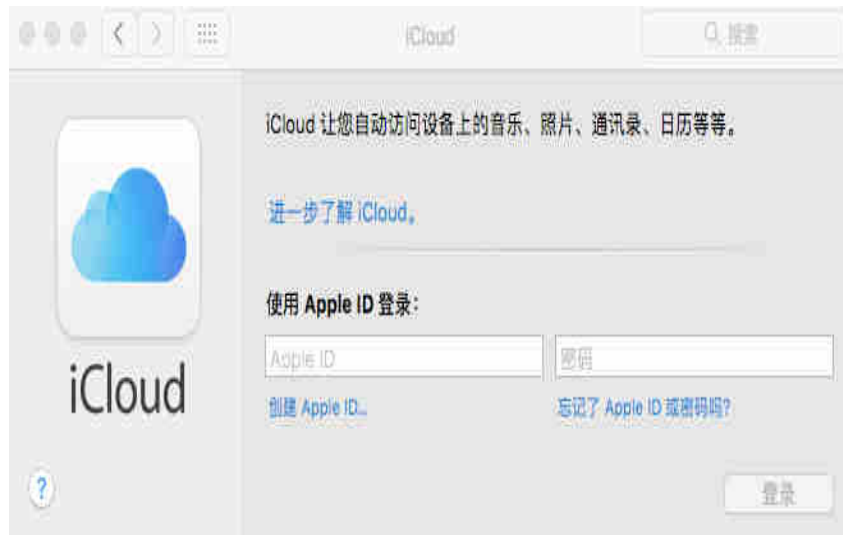 iCloud
搜索
iCloud 让您自动访问设备上的音乐、照片、通讯录、日历等等。
进一步了解 iCloud。
使用 Apple ID 登录：
Apple ID
密码
iCloud
创建 Apple ID...
忘记了 Apple ID 或密码吗?
?
登录